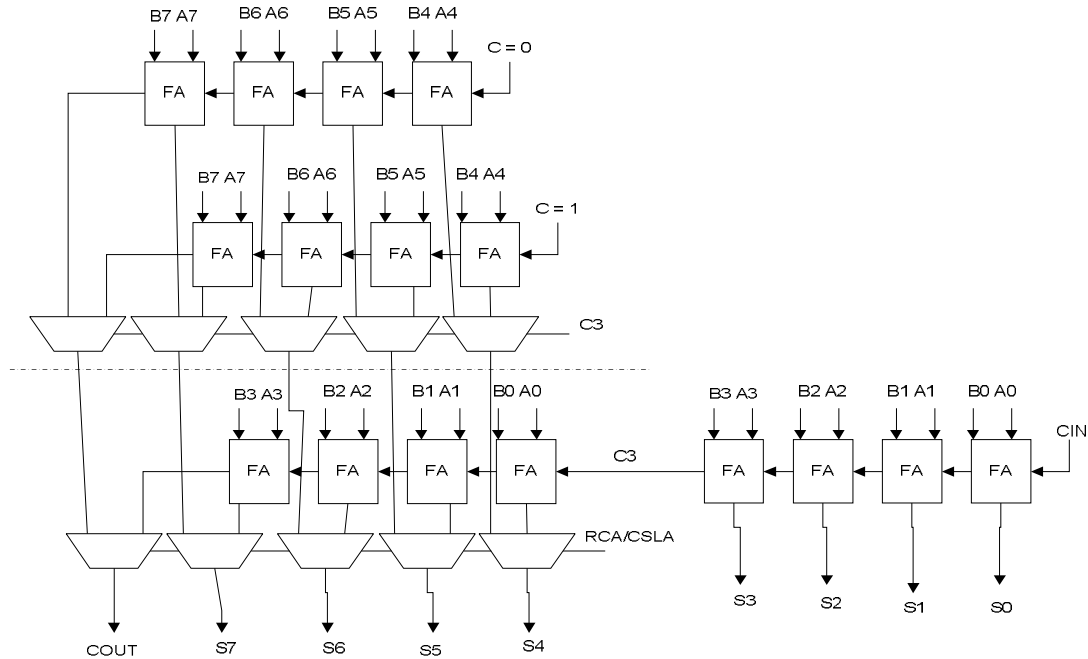 B7 A7 B6 A6 B5 A5 B4 A4
C = 0
FA FA FA FA
B7 A7 B6 A6 B5 A5 B4 A4
C = 1
FA FA FA FA
C3
B3 A3 B2 A2 B1 A1 B0 A0 B3 A3 B2 A2 B1 A1 B0 A0
CIN
C3
FA FA FA FA FA FA FA FA
RCA/CSLA
S3 S2 S1 S0
COUT S7 S6 S5 S4